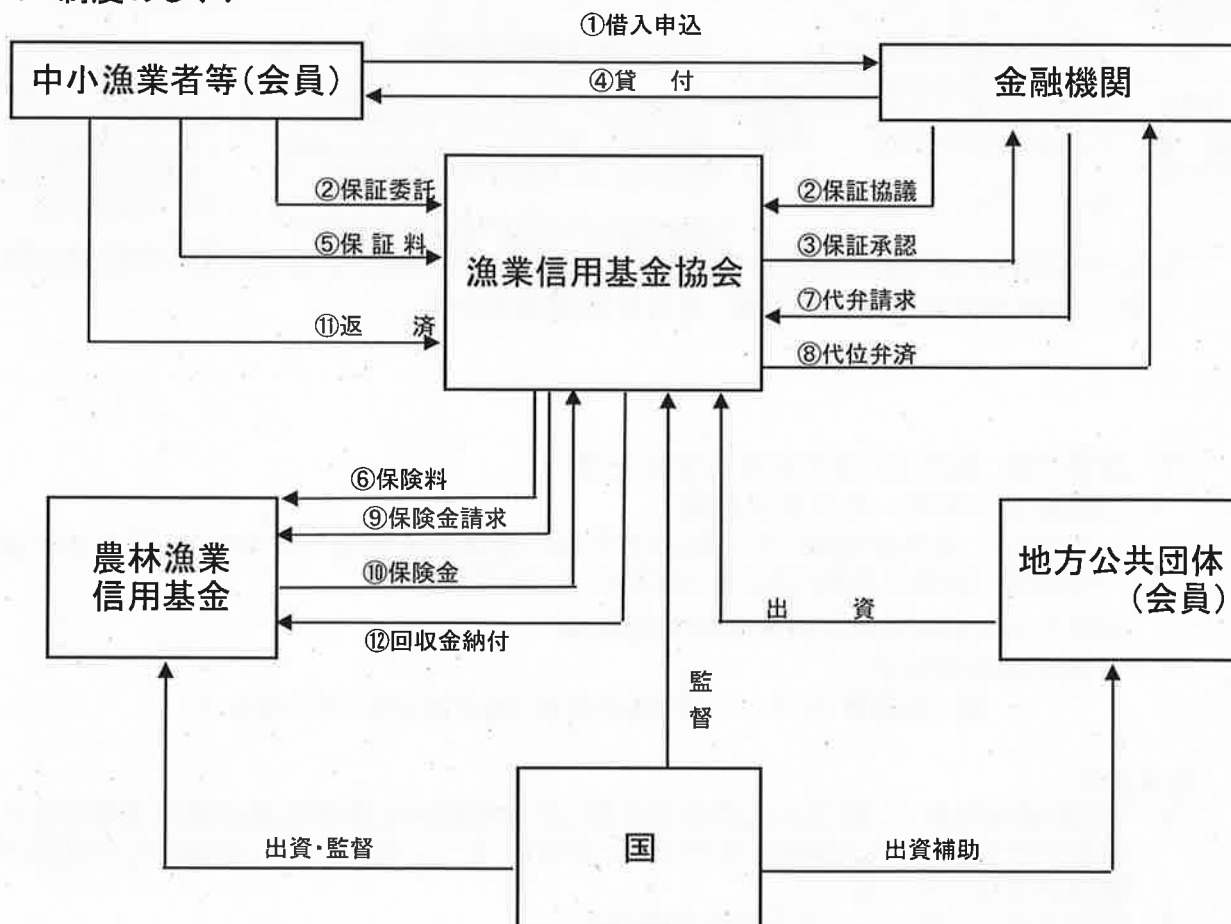 ①借入申込
中小漁業者等（会員）
④貸　付
金融機関
②保証委託
②保証協議
⑤保証料
③保証承認
漁業信用基金協会
⑦代弁請求
⑪返　済
⑧代位弁済
⑥保険料
⑨保険金請求
農林漁業
信用基金
⑩保険金
地方公共団体
（会員）
出　資
⑫回収金納付
監
督
出資・監督
国
出資補助